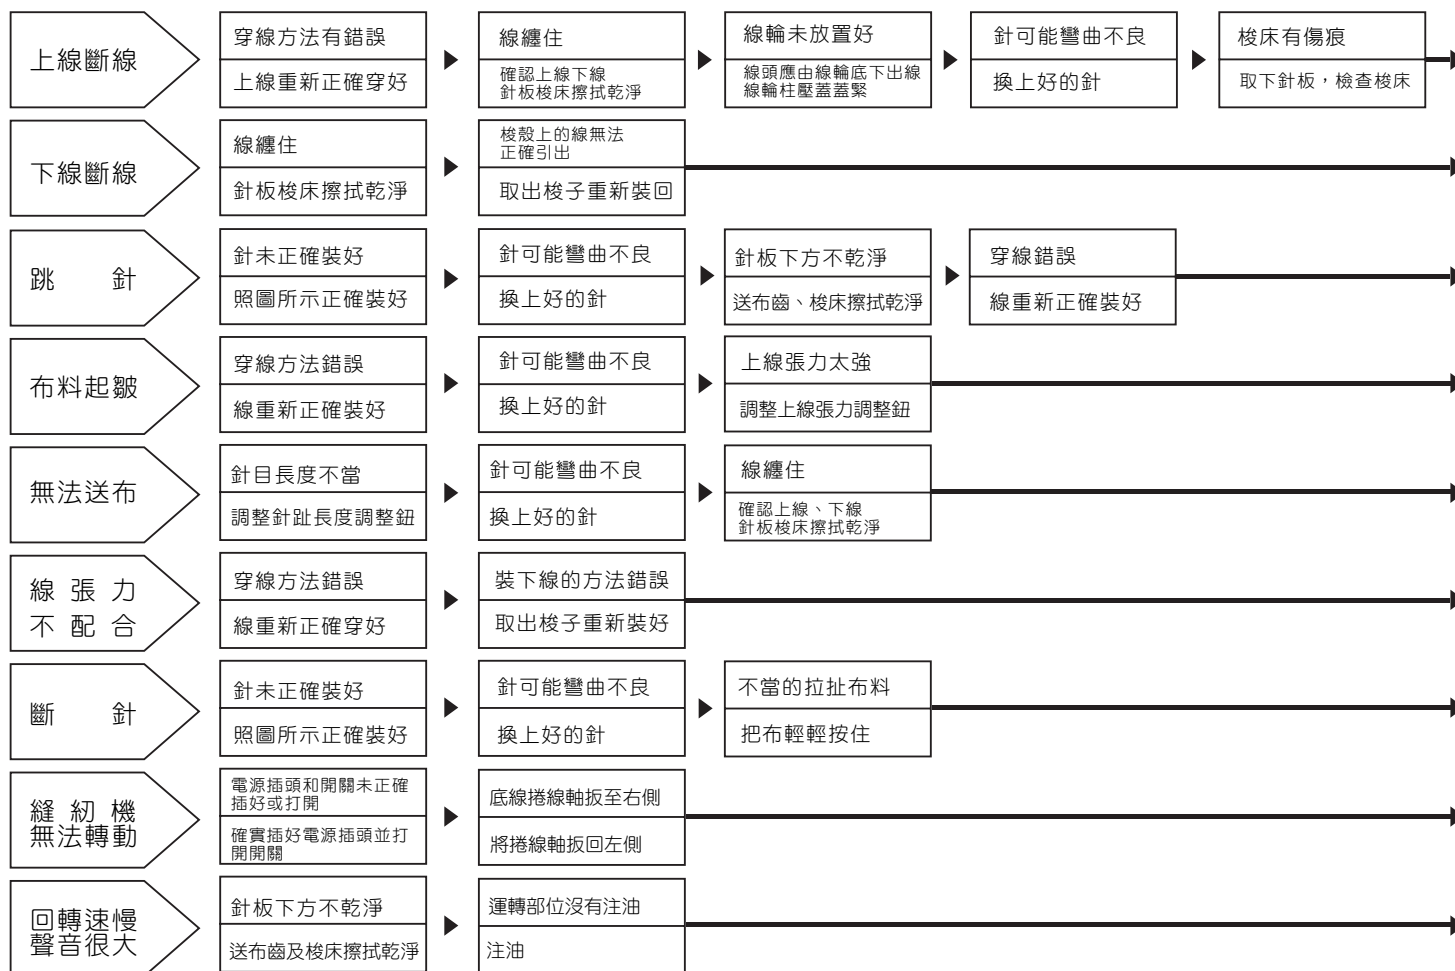 上線斷線
穿線方法有錯誤
上線重新正確穿好
線纏住
確認上線下線
針板梭床擦拭乾淨
線輪未放置好
線頭應由線輪底下出線
線輪柱壓蓋蓋緊
針可能彎曲不良
換上好的針
梭床有傷痕
取下針板，檢查梭床
下線斷線
線纏住
針板梭床擦拭乾淨
梭殼上的線無法
正確引出
取出梭子重新裝回
跳 針
針未正確裝好
照圖所示正確裝好
針可能彎曲不良
換上好的針
針板下方不乾淨
送布齒、梭床擦拭乾淨
穿線錯誤
線重新正確裝好
布料起皺
穿線方法錯誤
線重新正確裝好
針可能彎曲不良
換上好的針
上線張力太強
調整上線張力調整鈕
無法送布
針目長度不當
調整針趾長度調整鈕
針可能彎曲不良
換上好的針
線纏住
確認上線、下線
針板梭床擦拭乾淨
線 張 力
不 配 合
穿線方法錯誤
線重新正確穿好
裝下線的方法錯誤
取出梭子重新裝好
斷 針
針未正確裝好
照圖所示正確裝好
針可能彎曲不良
換上好的針
不當的拉扯布料
把布輕輕按住
縫 紉 機
無法轉動
電源插頭和開關未正確
插好或打開
確實插好電源插頭並打
開開關
底線捲線軸扳至右側
將捲線軸扳回左側
回轉速慢
聲音很大
針板下方不乾淨
送布齒及梭床擦拭乾淨
運轉部位沒有注油
注油